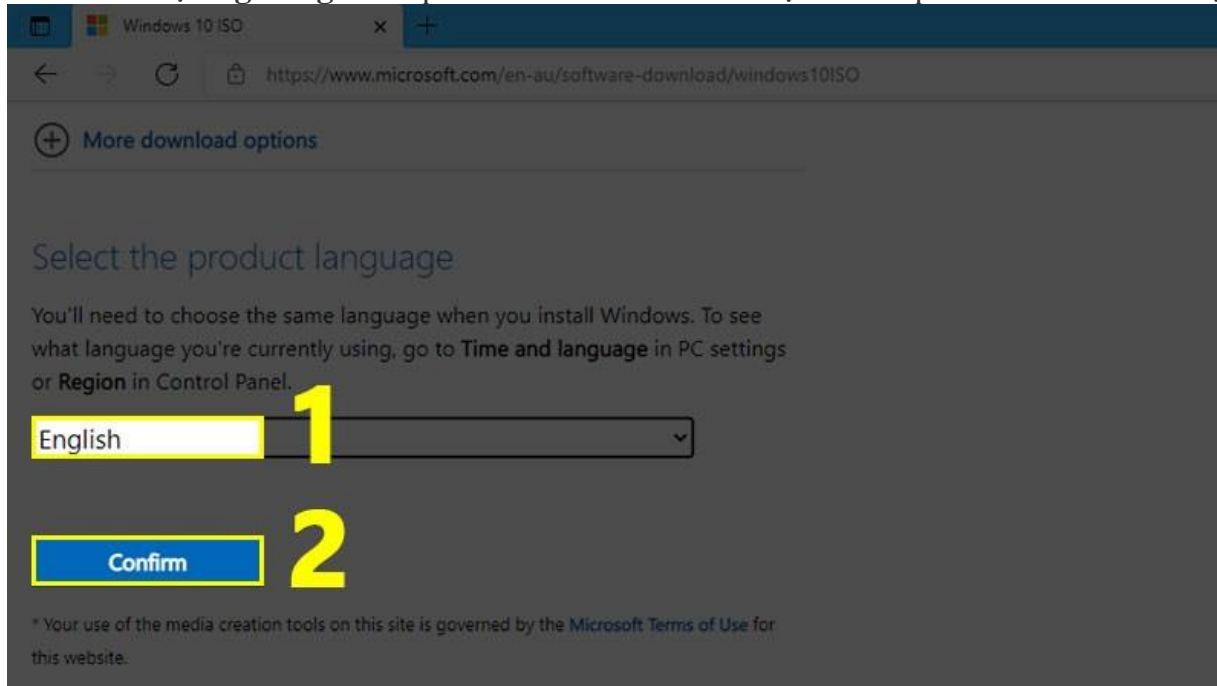 Windows 10 ISO
https://www.microsoft.com/en-au/software-download/windows10ISO
More download options
Select the product language
You'll need to choose the same language when you install Windows. To see
what language you're currently using, go to Time and language in PC settings
or Region in Control Panel.
English
1
Confirm
2
* Your use of the media creation tools on this site is governed by the Microsoft Terms of Use for
this website.